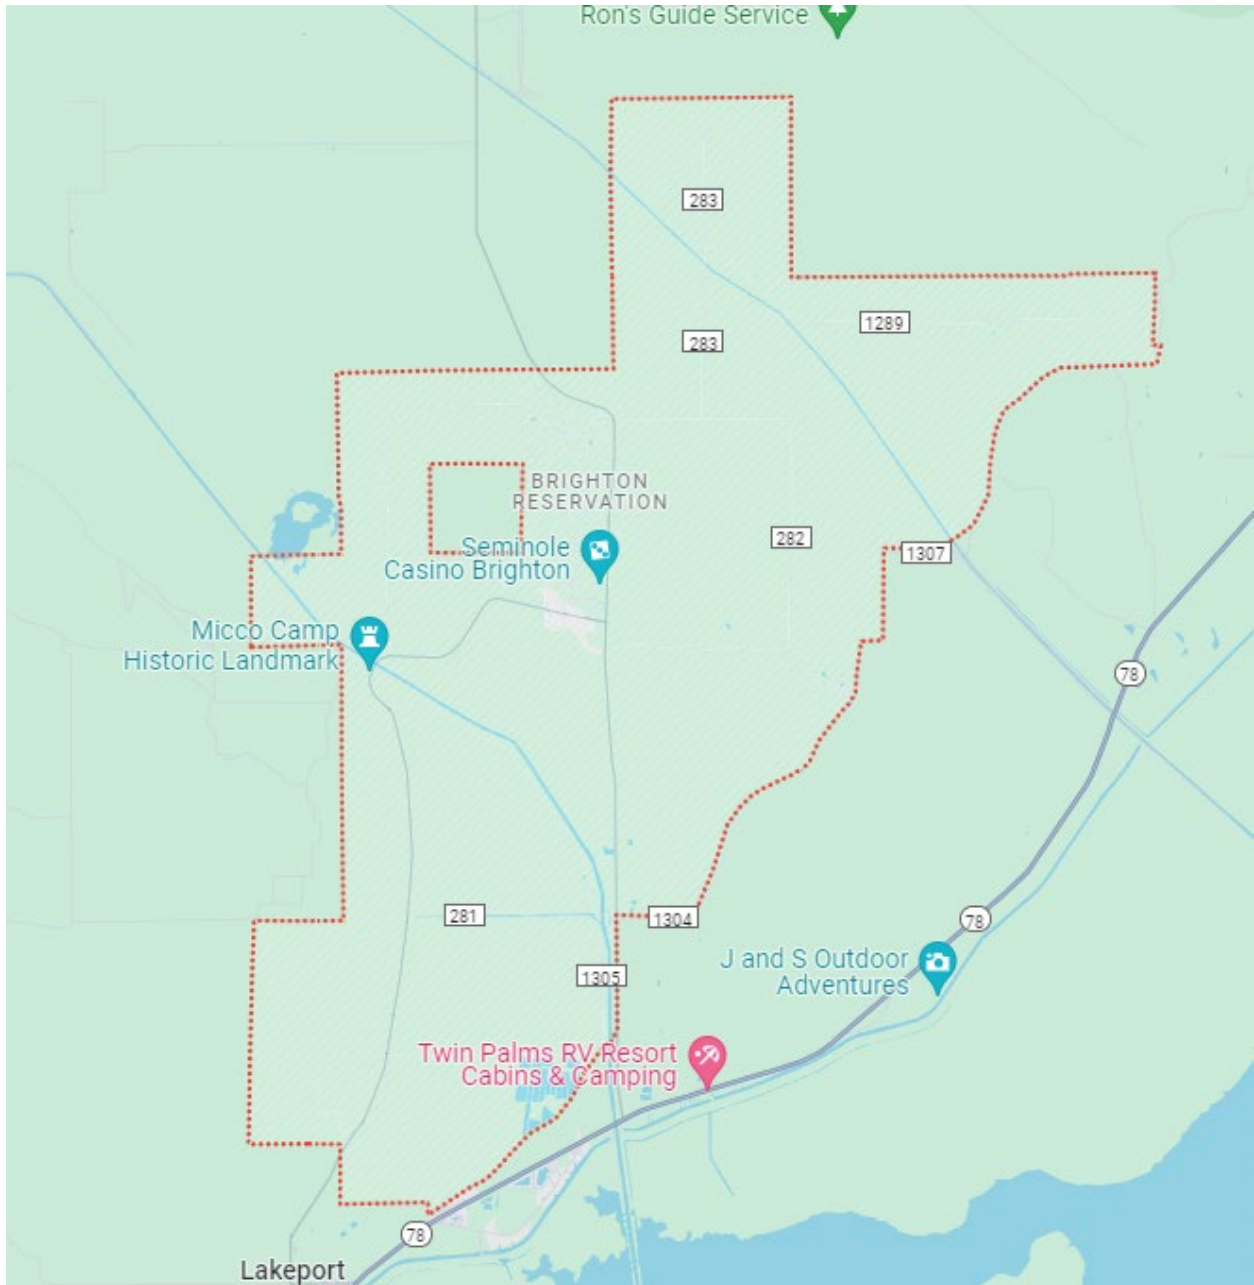 Ron's Guide Service
283
1289
283
BRIGHTON
RESERVATION
282
1307
Seminole
Casino Brighton
Micco Camp
Historic Landmark
78
281
1304
78
1305
J and S Outdoor
Adventures
Twin Palms RV Resort
Cabins & Camping
78
Lakeport